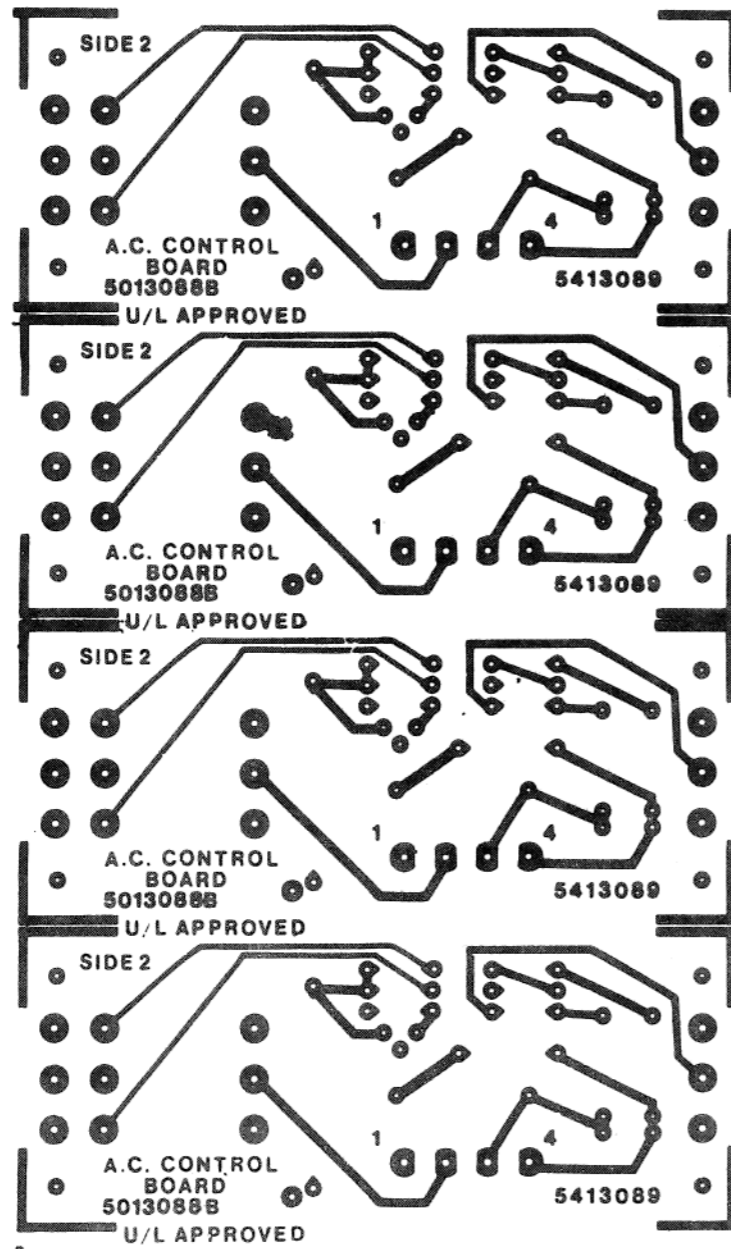 SIDE 2
1
4
A.C. CONTROL
BOARD
5013088B
5413089
U/L APPROVED
SIDE 2
1
4
A.C. CONTROL
BOARD
5013088B
5413089
U/L APPROVED
SIDE 2
1
4
A.C. CONTROL
BOARD
5013088B
5413089
U/L APPROVED
SIDE 2
1
4
A.C. CONTROL
BOARD
5013088B
5413089
U/L APPROVED